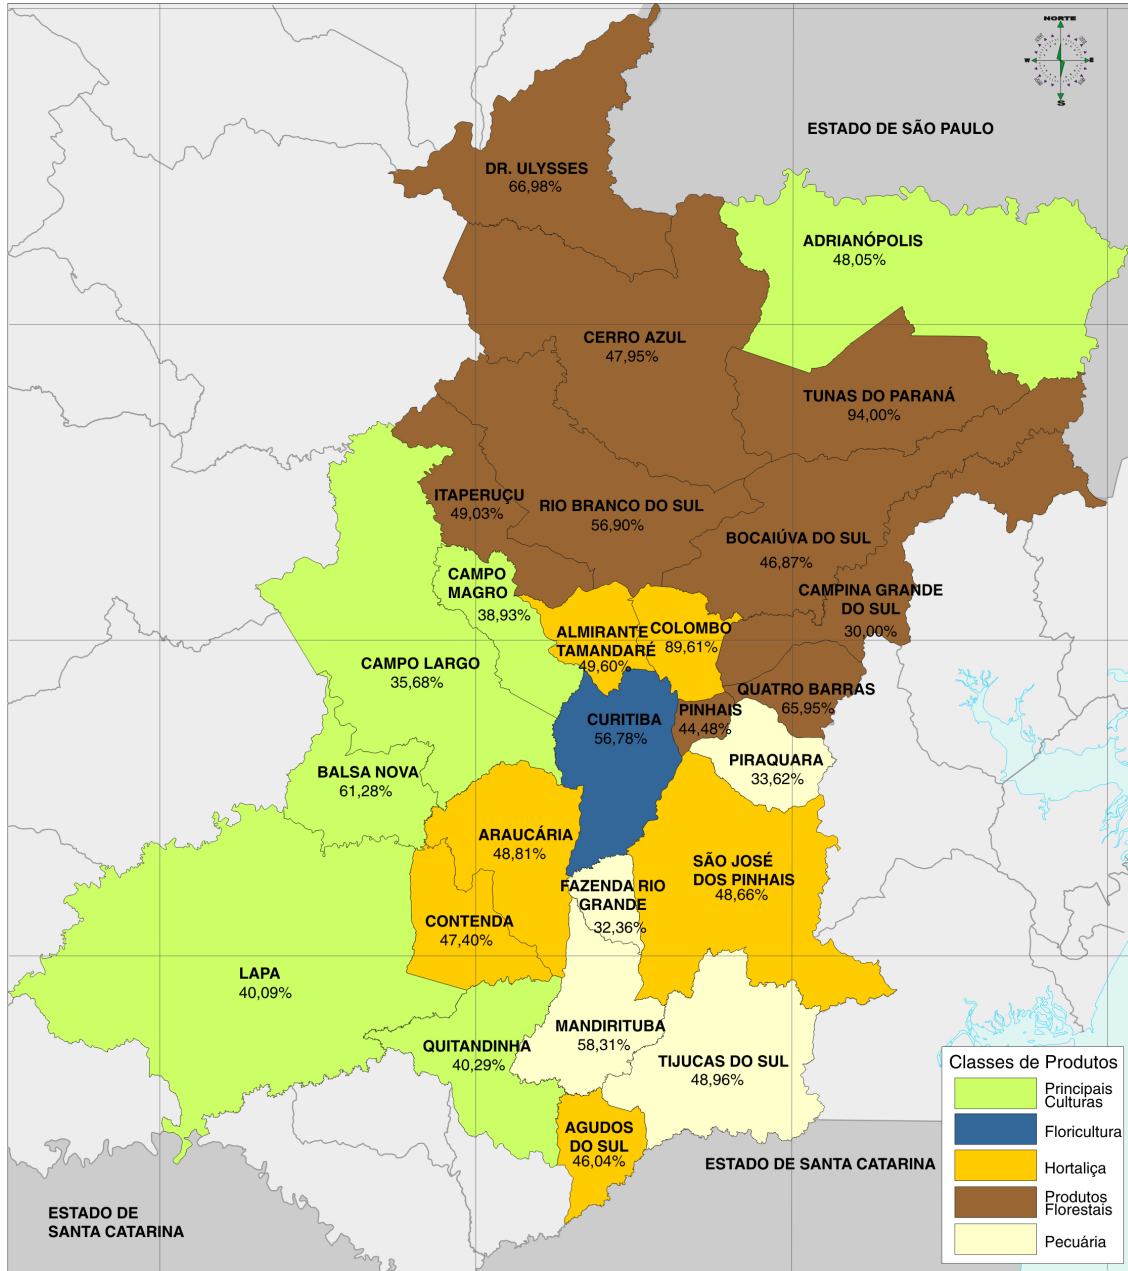 NORTE
W
E
S
ESTADO DE SÃO PAULO
DR. ULYSSES
66,98%
ADRIANÓPOLIS
48,05%
CERRO AZUL
47,95%
TUNAS DO PARANÁ
94,00%
ITAPERUÇU
49,03%
RIO BRANCO DO SUL
56,90%
BOCAIÚVA DO SUL
46,87%
CAMPO
MAGRO
38,93%
CAMPINA GRANDE
DO SUL
30,00%
ALMIRANTE
TAMANDARÉ
49,60%
COLOMBO
89,61%
CAMPO LARGO
35,68%
QUATRO BARRAS
65,95%
CURITIBA
56,78%
PINHAIS
44,48%
PIRAQUARA
33,62%
BALSA NOVA
61,28%
ARAUCÁRIA
48,81%
SÃO JOSÉ
DOS PINHAIS
48,66%
FAZENDA RIO
GRANDE
32,36%
CONTENDA
47,40%
LAPA
40,09%
MANDIRITUBA
58,31%
QUITANDINHA
40,29%
TIJUCAS DO SUL
48,96%
AGUDOS
DO SUL
46,04%
ESTADO DE SANTA CATARINA
ESTADO DE
SANTA CATARINA
Classes de Produtos
Principais
Culturas
Floricultura
Hortaliça
Produtos
Florestais
Pecuária